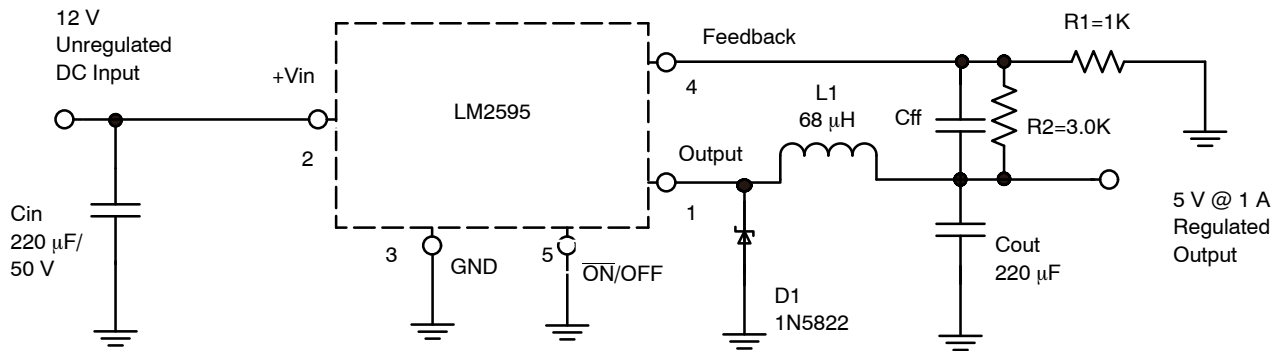 12 V
Unregulated
DC Input
+Vin
2
LM2595
Feedback
4
R1=1K
L1
68 μH
Cff
R2=3.0K
Output
1
Cin
220 μF/
50 V
3
GND
5
ON/OFF
D1
1N5822
Cout
220 μF
5 V @ 1 A
Regulated
Output